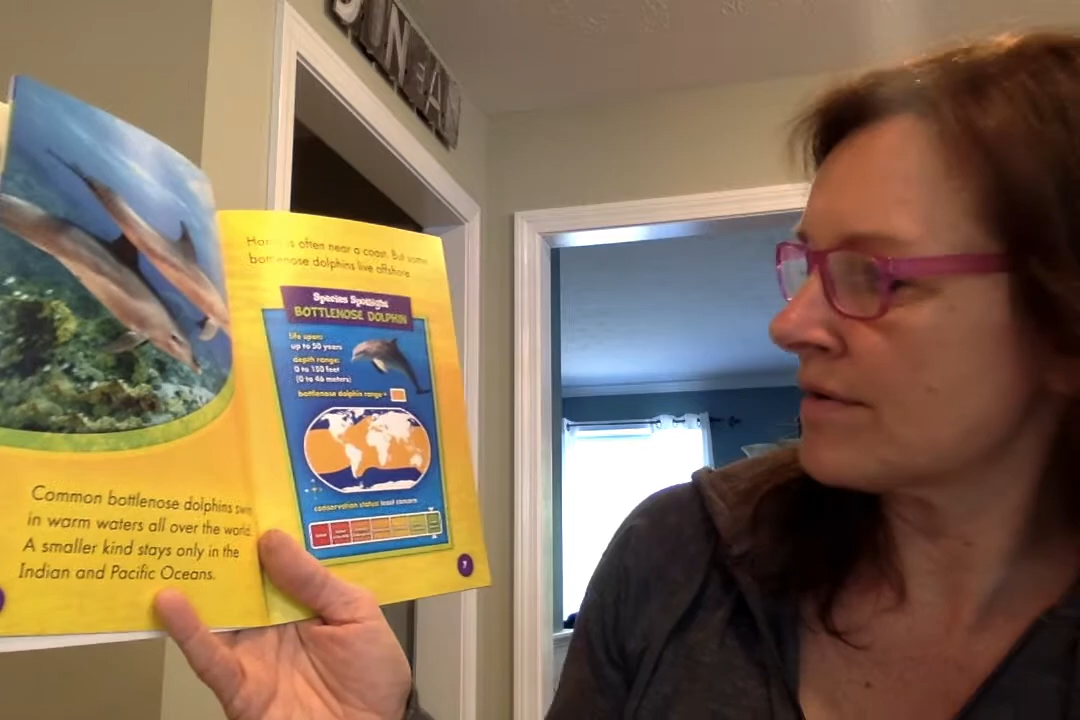 Common bottlenose dolphins swim
in warm waters all over the world.
A smaller kind stays only in the
Indian and Pacific Oceans.
is often near a coast. But some
bottlenose dolphins live offshore.
Species Spotlight
BOTTLENOSE DOLPHIN
life span:
up to 50 years
depth range:
0 to 150 feet
(0 to 46 meters)
bottlenose dolphin range =
conservation status: least concern
7